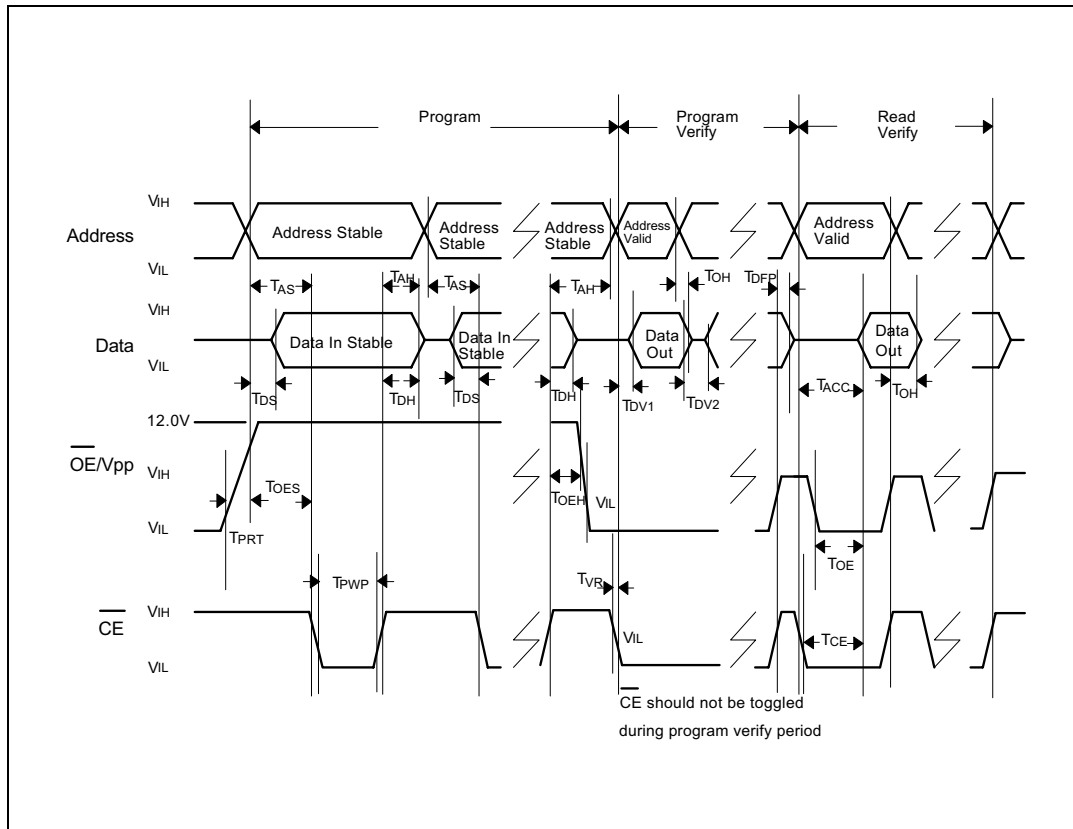 Program
Program
Verify
Read
Verify
VIH
Address
VIL
Address Stable
Address
Stable
Address
Stable
Address
Valid
Address
Valid
TAS
TAH
TAS
TAH
TOH
TDFP
VIH
Data
VIL
Data In Stable
Data In
Stable
Data
Out
Data
Out
TDS
TDH
TDS
TDH
TDV1
TDV2
TACC
TOH
12.0V
OE/Vpp
VIH
VIL
TPRT
TOES
TOEH
VIL
TOE
TPWP
TVR
VIH
CE
VIL
VIL
TCE
CE should not be toggled
during program verify period